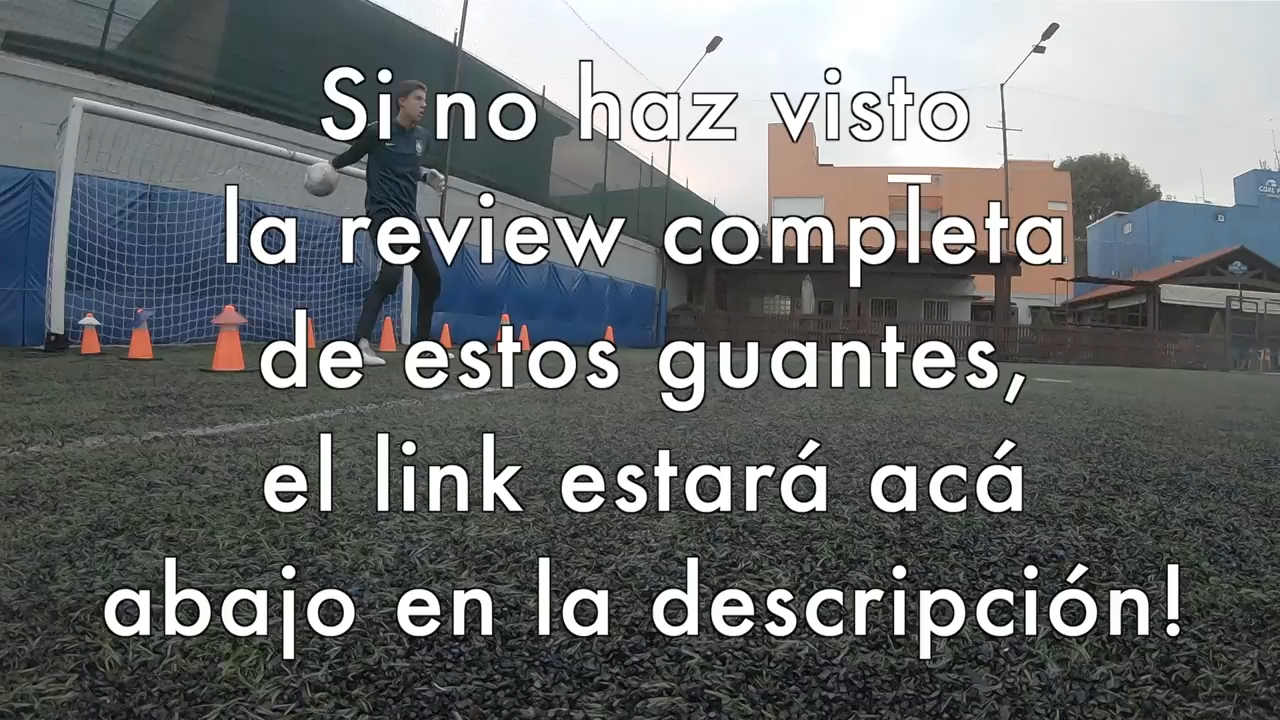 Si no haz visto
la review completa
de estos guantes,
el link estará acá
abajo en la descripción!